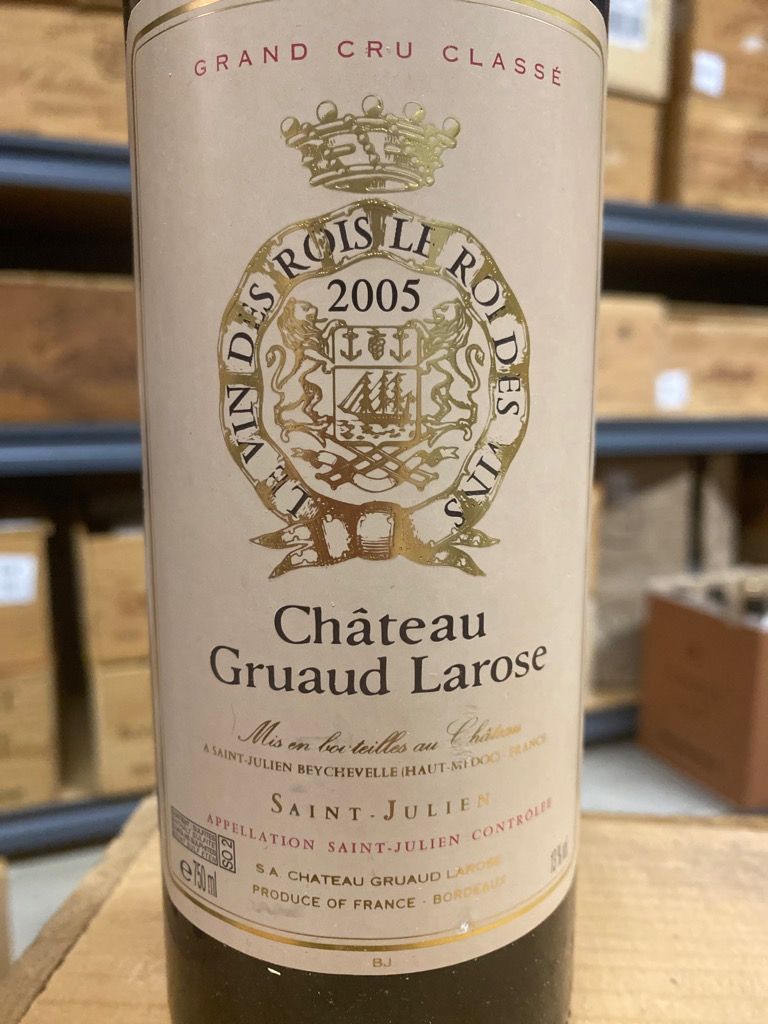 GRAND CRU CLASSÉ
LE VIN DES ROIS LE ROI DES VINS
2005
Château
Gruaud Larose
Mis en bouteilles au Château
A SAINT-JULIEN BEYCHEVELLE (HAUT-MEDOC) - FRANCE
SAINT-JULIEN
APPELLATION SAINT-JULIEN CONTRÔLÉE
SO2
e 750 ml
S.A. CHATEAU GRUAUD LAROSE
PRODUCE OF FRANCE - BORDEAUX
BJ